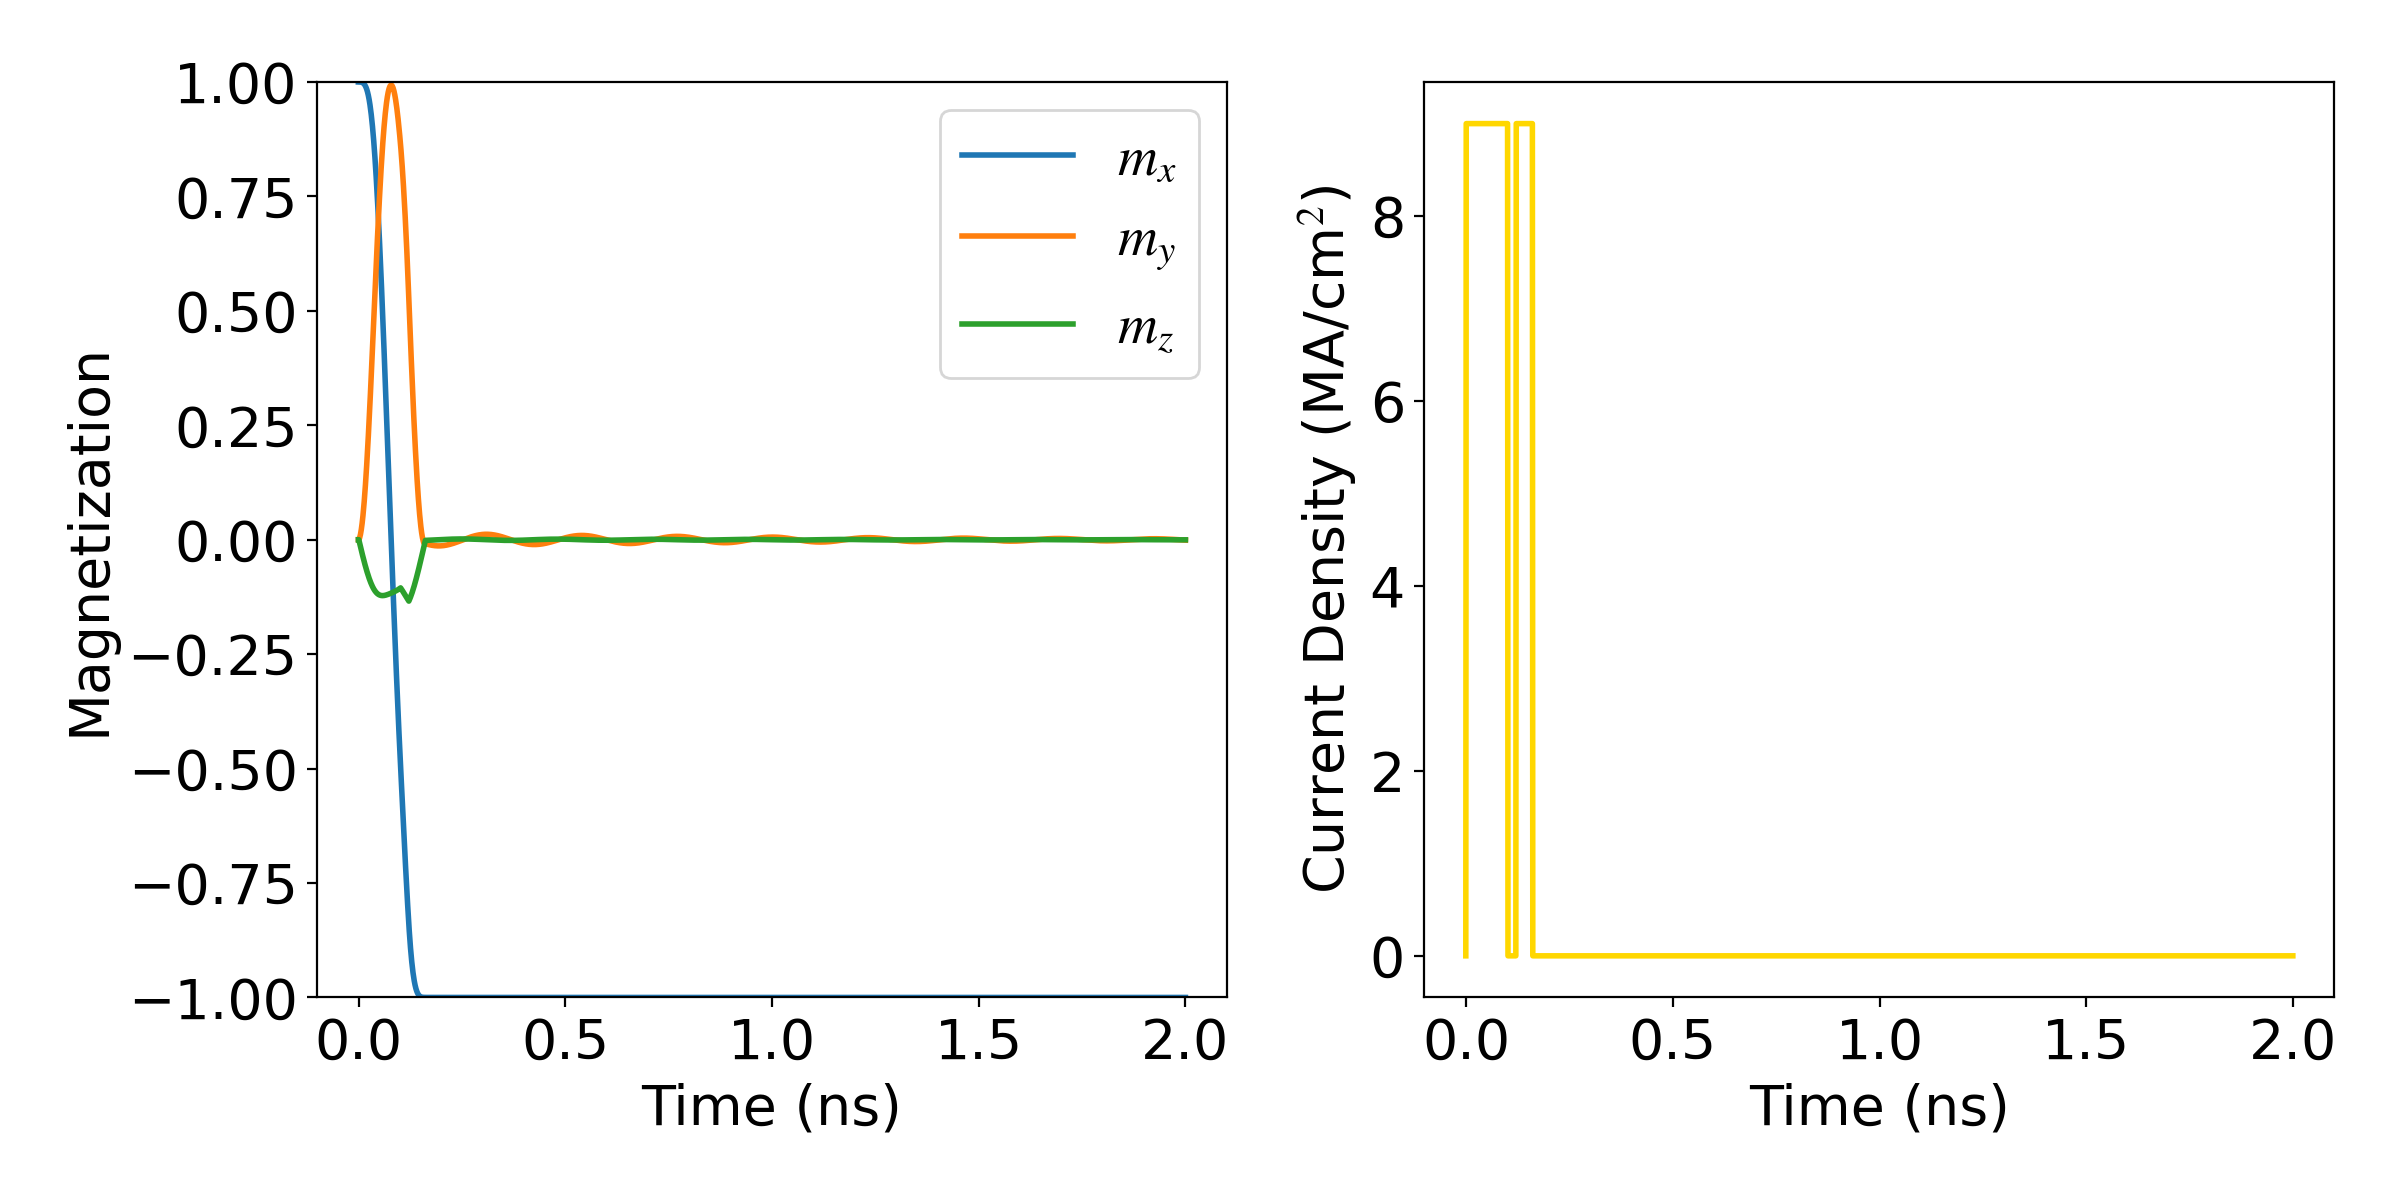 1.00
0.75
0.50
0.25
0.00
−0.25
−0.50
−0.75
−1.00
Magnetization
0.0 0.5 1.0 1.5 2.0
Time (ns)
m_x
m_y
m_z
8
6
4
2
0
Current Density (MA/cm²)
0.0 0.5 1.0 1.5 2.0
Time (ns)